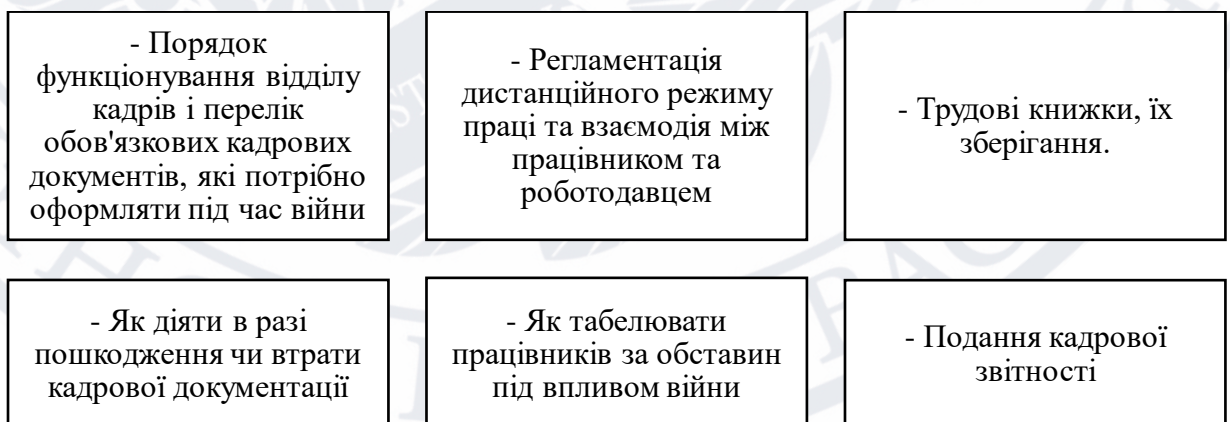 - Порядок
функціонування відділу
кадрів і перелік
обов'язкових кадрових
документів, які потрібно
оформляти під час війни
- Регламентація
дистанційного режиму
праці та взаємодія між
працівником та
роботодавцем
- Трудові книжки, їх
зберігання.
- Як діяти в разі
пошкодження чи втрати
кадрової документації
- Як табелювати
працівників за обставин
під впливом війни
- Подання кадрової
звітності